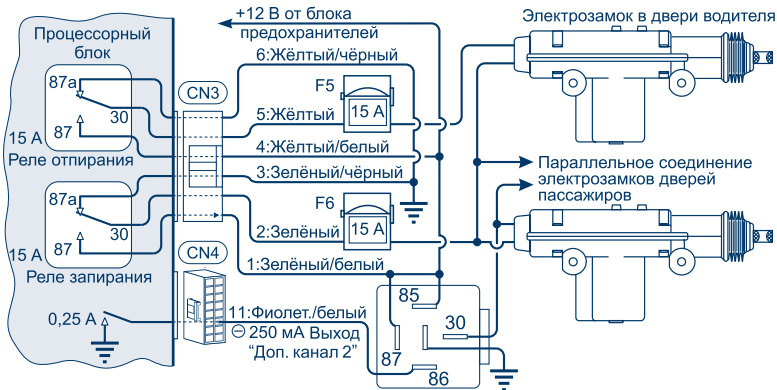 +12 В от блока
предохранителей
Электрозамок в двери водителя
Процессорный
блок
6:Жёлтый/чёрный
87а
30
87
15 А
Реле отпирания
CN3
F5
15 А
5:Жёлтый
4:Жёлтый/белый
3:Зелёный/чёрный
Параллельное соединение
электрозамков дверей
пассажиров
87а
30
87
15 А
Реле запирания
F6
15 А
2:Зелёный
CN4
1:Зелёный/белый
0,25 А
11:Фиолет./белый
250 мА Выход
“Доп. канал 2”
85
30
87
86